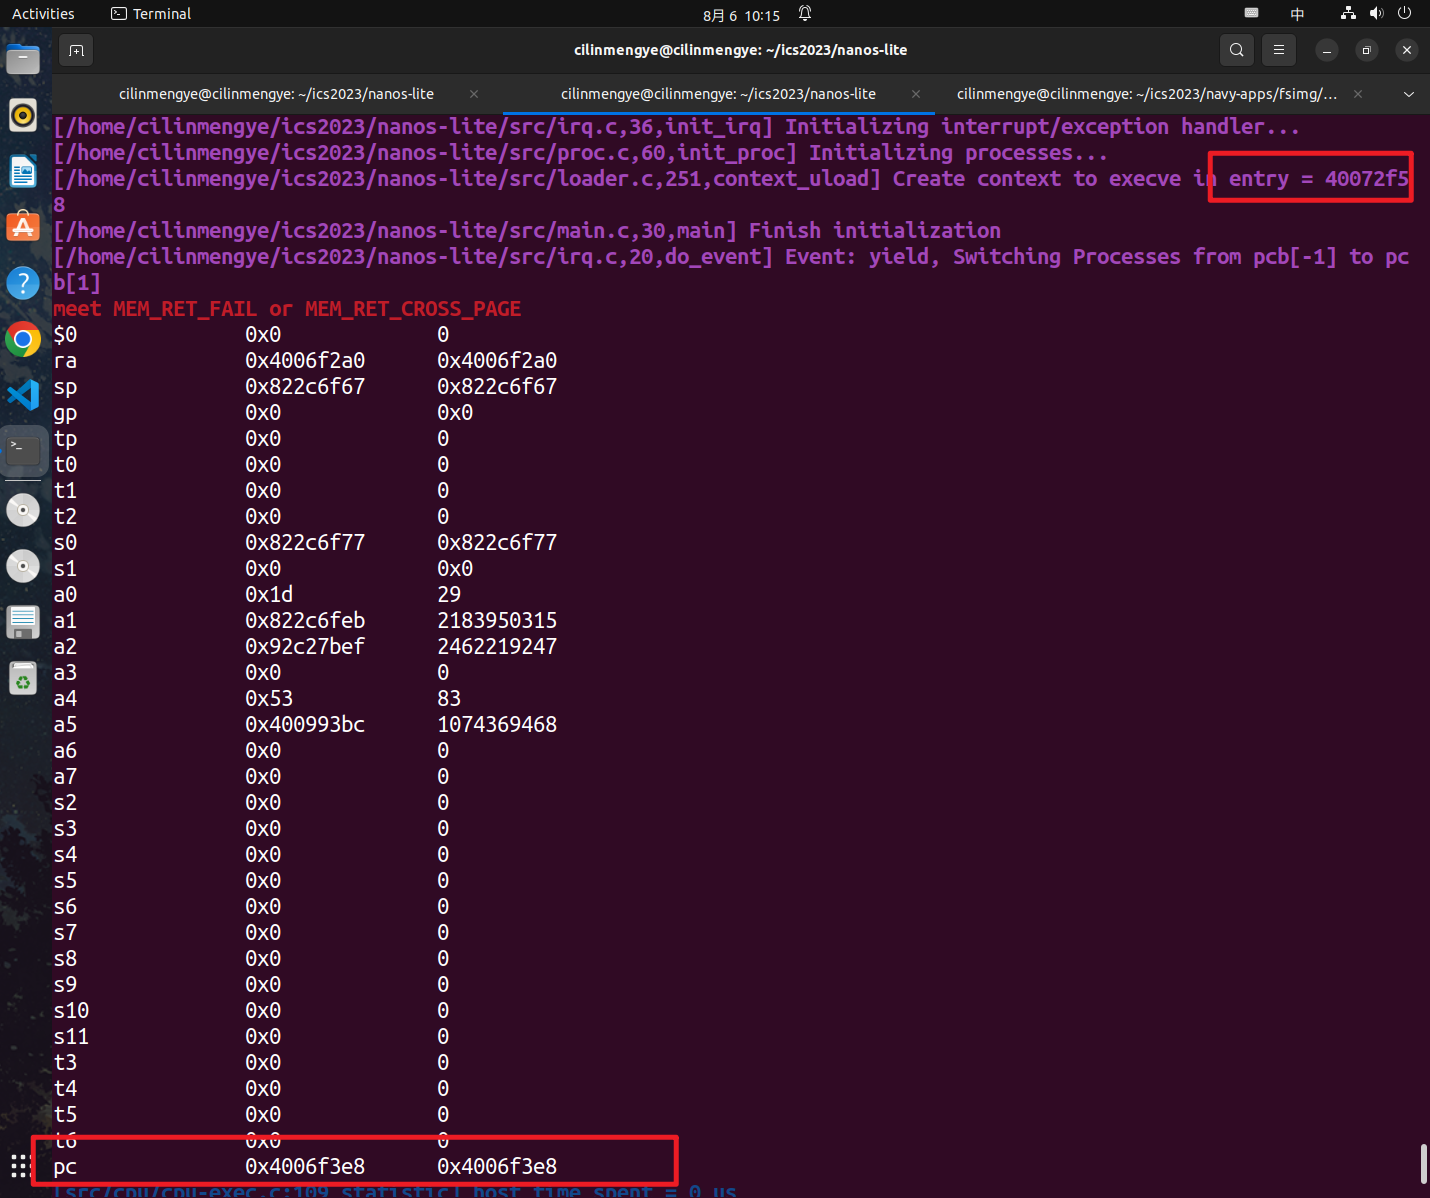 Activities Terminal 8月 6 10:15 中
cilinmengye@cilinmengye: ~/ics2023/nanos-lite
cilinmengye@cilinmengye: ~/ics2023/nanos-lite × cilinmengye@cilinmengye: ~/ics2023/nanos-lite × cilinmengye@cilinmengye: ~/ics2023/navy-apps/fsimg/... ×
[/home/cilinmengye/ics2023/nanos-lite/src/irq.c,36,init_irq] Initializing interrupt/exception handler...
[/home/cilinmengye/ics2023/nanos-lite/src/proc.c,60,init_proc] Initializing processes...
[/home/cilinmengye/ics2023/nanos-lite/src/loader.c,251,context_uload] Create context to execve in entry = 40072f5
8
[/home/cilinmengye/ics2023/nanos-lite/src/main.c,30,main] Finish initialization
[/home/cilinmengye/ics2023/nanos-lite/src/irq.c,20,do_event] Event: yield, Switching Processes from pcb[-1] to pc
b[1]
meet MEM_RET_FAIL or MEM_RET_CROSS_PAGE
$0 0x0 0
ra 0x4006f2a0 0x4006f2a0
sp 0x822c6f67 0x822c6f67
gp 0x0 0x0
tp 0x0 0
t0 0x0 0
t1 0x0 0
t2 0x0 0
s0 0x822c6f77 0x822c6f77
s1 0x0 0x0
a0 0x1d 29
a1 0x822c6feb 2183950315
a2 0x92c27bef 2462219247
a3 0x0 0
a4 0x53 83
a5 0x400993bc 1074369468
a6 0x0 0
a7 0x0 0
s2 0x0 0
s3 0x0 0
s4 0x0 0
s5 0x0 0
s6 0x0 0
s7 0x0 0
s8 0x0 0
s9 0x0 0
s10 0x0 0
s11 0x0 0
t3 0x0 0
t4 0x0 0
t5 0x0 0
t6 0x0 0
pc 0x4006f3e8 0x4006f3e8
[src/cpu/cpu-exec.c:109 statistic] host time spent = 0 us